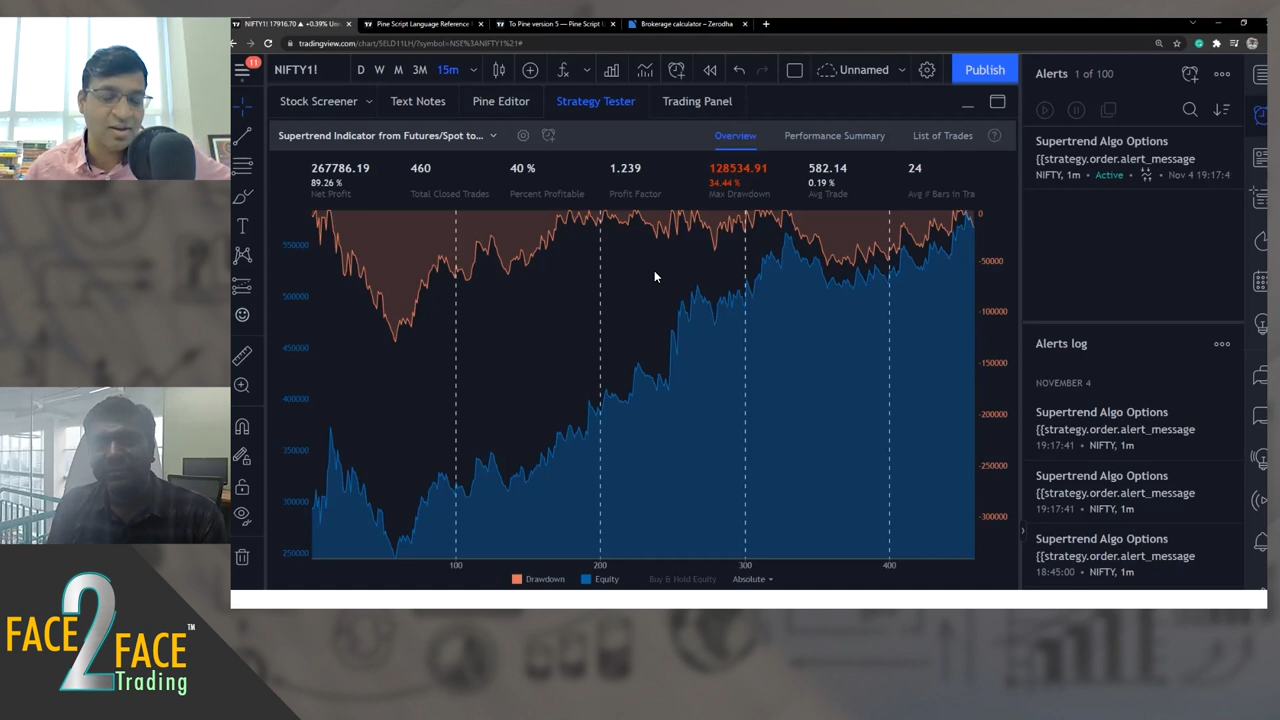 NIFTY1! 17916.70 ▲ +0.39% Unn
Pine Script Language Reference
To Pine version 5 — Pine Script
Brokerage calculator – Zerodha
tradingview.com/chart/5ELD11LH/?symbol=NSE%3ANIFTY1!#
11
NIFTY1!
D W M 3M 15m
Unnamed
Publish
Alerts 1 of 100
Stock Screener
Text Notes
Pine Editor
Strategy Tester
Trading Panel
Supertrend Indicator from Futures/Spot to...
Overview
Performance Summary
List of Trades
267786.19 460 40 % 1.239 128534.91 582.14 24
89.26 % 34.44 % 0.19 %
Net Profit Total Closed Trades Percent Profitable Profit Factor Max Drawdown Avg Trade Avg # Bars in Tra
Supertrend Algo Options
{{strategy.order.alert_message
NIFTY, 1m • Active • Nov 4 19:17:4
550000
500000
450000
400000
350000
300000
250000
0
-50000
-100000
-150000
-200000
-250000
-300000
100 200 300 400
Drawdown Equity Buy & Hold Equity Absolute
Alerts log
NOVEMBER 4
Supertrend Algo Options
{{strategy.order.alert_message
19:17:41 • NIFTY, 1m
Supertrend Algo Options
{{strategy.order.alert_message
19:17:41 • NIFTY, 1m
Supertrend Algo Options
{{strategy.order.alert_message
18:45:00 • NIFTY, 1m
FACE 2 FACE ™
Trading